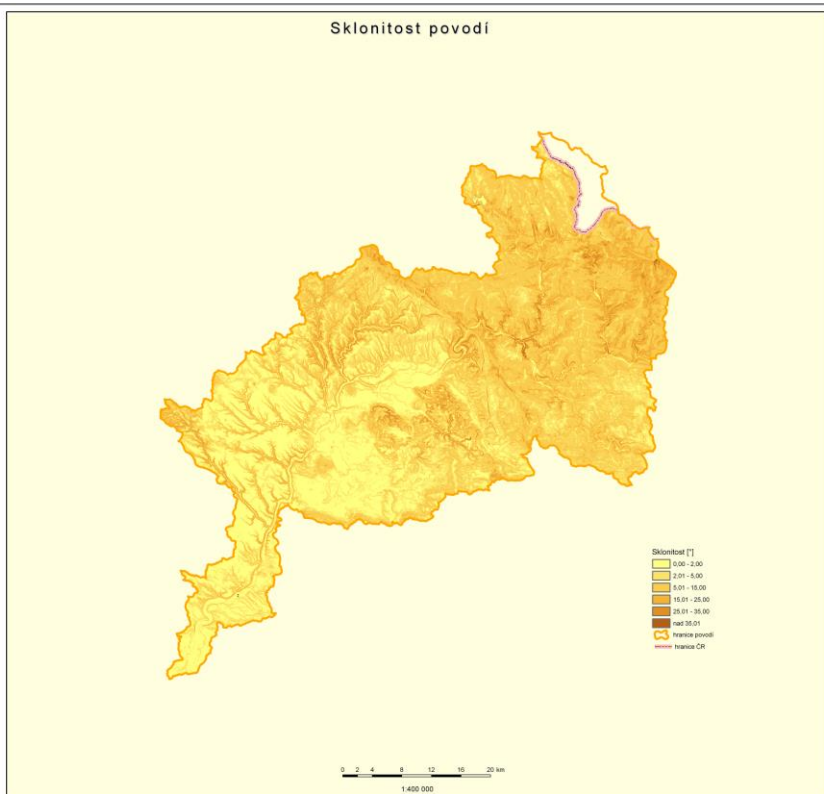 Sklonitost povodí
Sklonitost [°]
0,00 - 2,00
2,01 - 5,00
5,01 - 15,00
15,01 - 25,00
25,01 - 35,00
nad 35,01
hranice povodí
hranice ČR
0 2 4 8 12 16 20 km
1:400 000